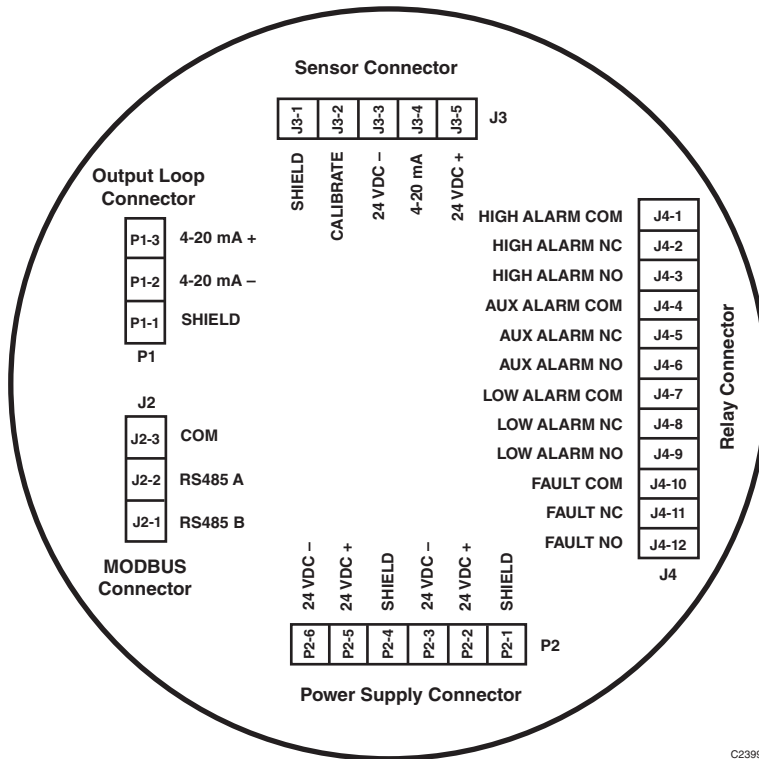 Sensor Connector
J3-1
J3-2
J3-3
J3-4
J3-5
J3
SHIELD
CALIBRATE
24 VDC –
4-20 mA
24 VDC +
Output Loop
Connector
P1-3
4-20 mA +
P1-2
4-20 mA –
P1-1
SHIELD
P1
J2
J2-3
COM
J2-2
RS485 A
J2-1
RS485 B
MODBUS
Connector
HIGH ALARM COM
J4-1
HIGH ALARM NC
J4-2
HIGH ALARM NO
J4-3
AUX ALARM COM
J4-4
AUX ALARM NC
J4-5
AUX ALARM NO
J4-6
LOW ALARM COM
J4-7
LOW ALARM NC
J4-8
LOW ALARM NO
J4-9
FAULT COM
J4-10
FAULT NC
J4-11
FAULT NO
J4-12
J4
Relay Connector
24 VDC –
24 VDC +
SHIELD
24 VDC –
24 VDC +
SHIELD
P2-6
P2-5
P2-4
P2-3
P2-2
P2-1
P2
Power Supply Connector
C2399